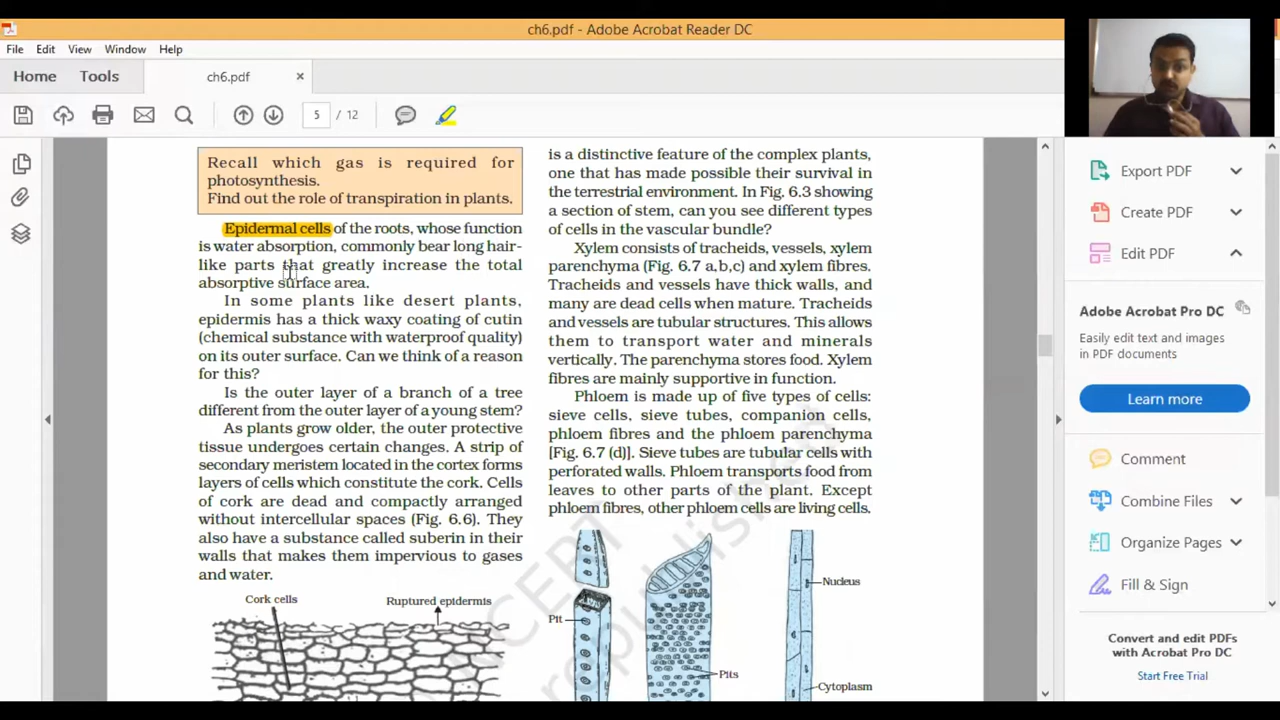 ch6.pdf - Adobe Acrobat Reader DC
File Edit View Window Help
Home Tools ch6.pdf ×
5 / 12
Recall which gas is required for
photosynthesis.
Find out the role of transpiration in plants.
Epidermal cells of the roots, whose function
is water absorption, commonly bear long hair-
like parts that greatly increase the total
absorptive surface area.
In some plants like desert plants,
epidermis has a thick waxy coating of cutin
(chemical substance with waterproof quality)
on its outer surface. Can we think of a reason
for this?
Is the outer layer of a branch of a tree
different from the outer layer of a young stem?
As plants grow older, the outer protective
tissue undergoes certain changes. A strip of
secondary meristem located in the cortex forms
layers of cells which constitute the cork. Cells
of cork are dead and compactly arranged
without intercellular spaces (Fig. 6.6). They
also have a substance called suberin in their
walls that makes them impervious to gases
and water.
Cork cells
Ruptured epidermis
is a distinctive feature of the complex plants,
one that has made possible their survival in
the terrestrial environment. In Fig. 6.3 showing
a section of stem, can you see different types
of cells in the vascular bundle?
Xylem consists of tracheids, vessels, xylem
parenchyma (Fig. 6.7 a,b,c) and xylem fibres.
Tracheids and vessels have thick walls, and
many are dead cells when mature. Tracheids
and vessels are tubular structures. This allows
them to transport water and minerals
vertically. The parenchyma stores food. Xylem
fibres are mainly supportive in function.
Phloem is made up of five types of cells:
sieve cells, sieve tubes, companion cells,
phloem fibres and the phloem parenchyma
[Fig. 6.7 (d)]. Sieve tubes are tubular cells with
perforated walls. Phloem transports food from
leaves to other parts of the plant. Except
phloem fibres, other phloem cells are living cells.
Nucleus
Pit
Pits
Cytoplasm
Export PDF
Create PDF
Edit PDF
Adobe Acrobat Pro DC
Easily edit text and images
in PDF documents
Learn more
Comment
Combine Files
Organize Pages
Fill & Sign
Convert and edit PDFs
with Acrobat Pro DC
Start Free Trial